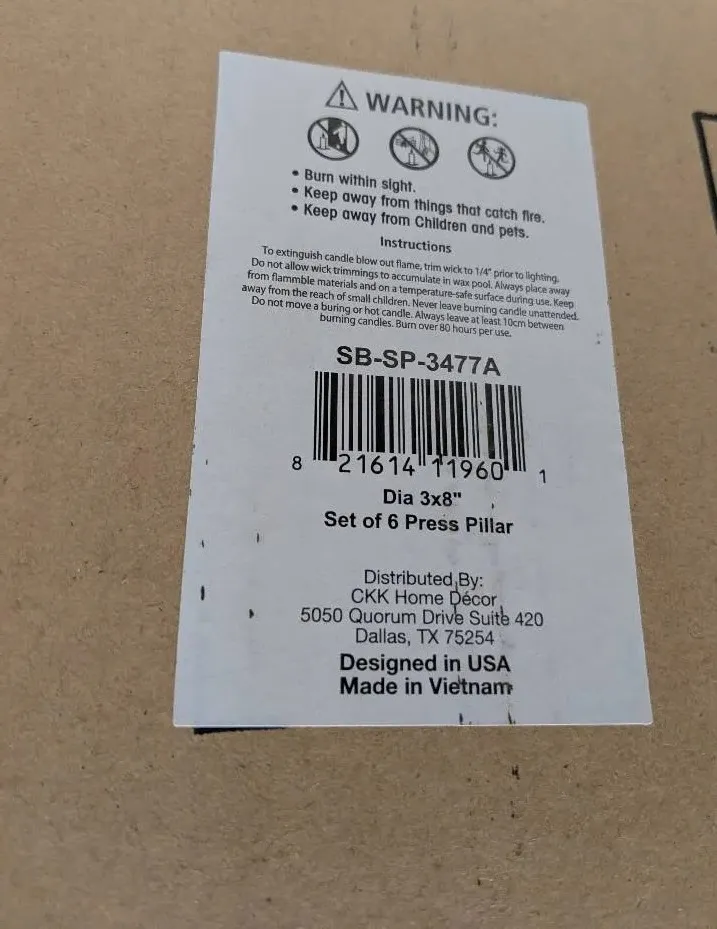 WARNING:
• Burn within sight.
• Keep away from things that catch fire.
• Keep away from Children and pets.
Instructions
To extinguish candle blow out flame, trim wick to 1/4" prior to lighting.
Do not allow wick trimmings to accumulate in wax pool. Always place away
from flammble materials and on a temperature-safe surface during use. Keep
away from the reach of small children. Never leave burning candle unattended.
Do not move a buring or hot candle. Always leave at least 10cm between
burning candles. Burn over 80 hours per use.
SB-SP-3477A
8 21614 11960 1
Dia 3x8"
Set of 6 Press Pillar
Distributed By:
CKK Home Décor
5050 Quorum Drive Suite 420
Dallas, TX 75254
Designed in USA
Made in Vietnam